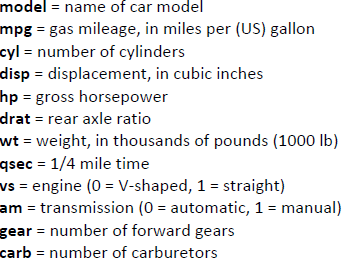 model = name of car model
mpg = gas mileage, in miles per (US) gallon
cyl = number of cylinders
disp = displacement, in cubic inches
hp = gross horsepower
drat = rear axle ratio
wt = weight, in thousands of pounds (1000 lb)
qsec = 1/4 mile time
vs = engine (0 = V-shaped, 1 = straight)
am = transmission (0 = automatic, 1 = manual)
gear = number of forward gears
carb = number of carburetors